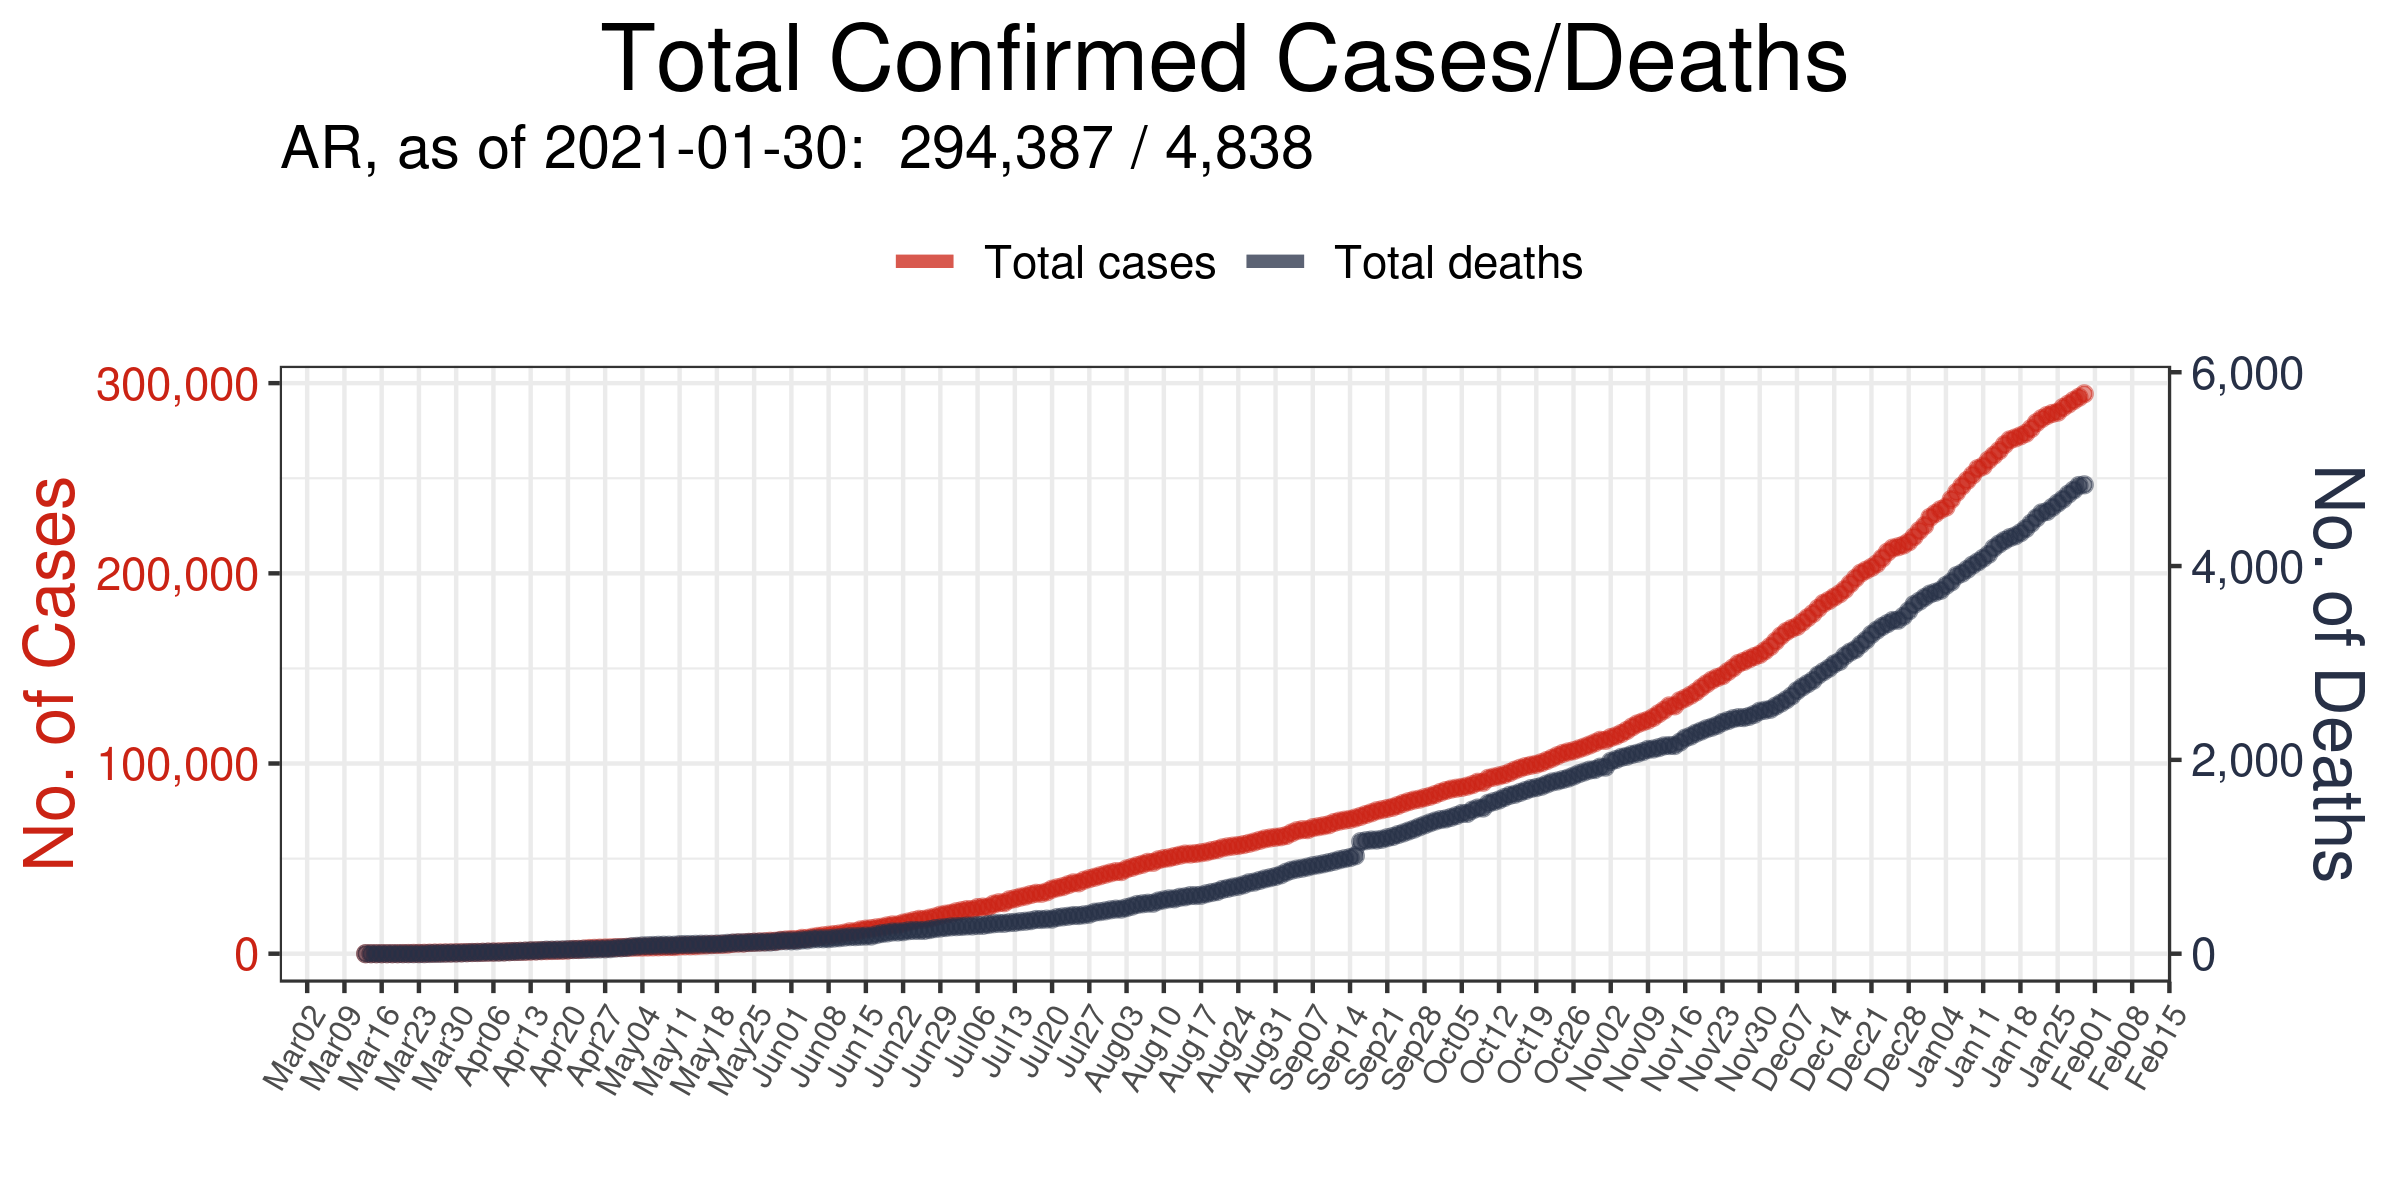 Total Confirmed Cases/Deaths
AR, as of 2021-01-30: 294,387 / 4,838
Total cases
Total deaths
No. of Cases
300,000
200,000
100,000
0
6,000
4,000
2,000
0
No. of Deaths
Mar02
Mar09
Mar16
Mar23
Mar30
Apr06
Apr13
Apr20
Apr27
May04
May11
May18
May25
Jun01
Jun08
Jun15
Jun22
Jun29
Jul06
Jul13
Jul20
Jul27
Aug03
Aug10
Aug17
Aug24
Aug31
Sep07
Sep14
Sep21
Sep28
Oct05
Oct12
Oct19
Oct26
Nov02
Nov09
Nov16
Nov23
Nov30
Dec07
Dec14
Dec21
Dec28
Jan04
Jan11
Jan18
Jan25
Feb01
Feb08
Feb15